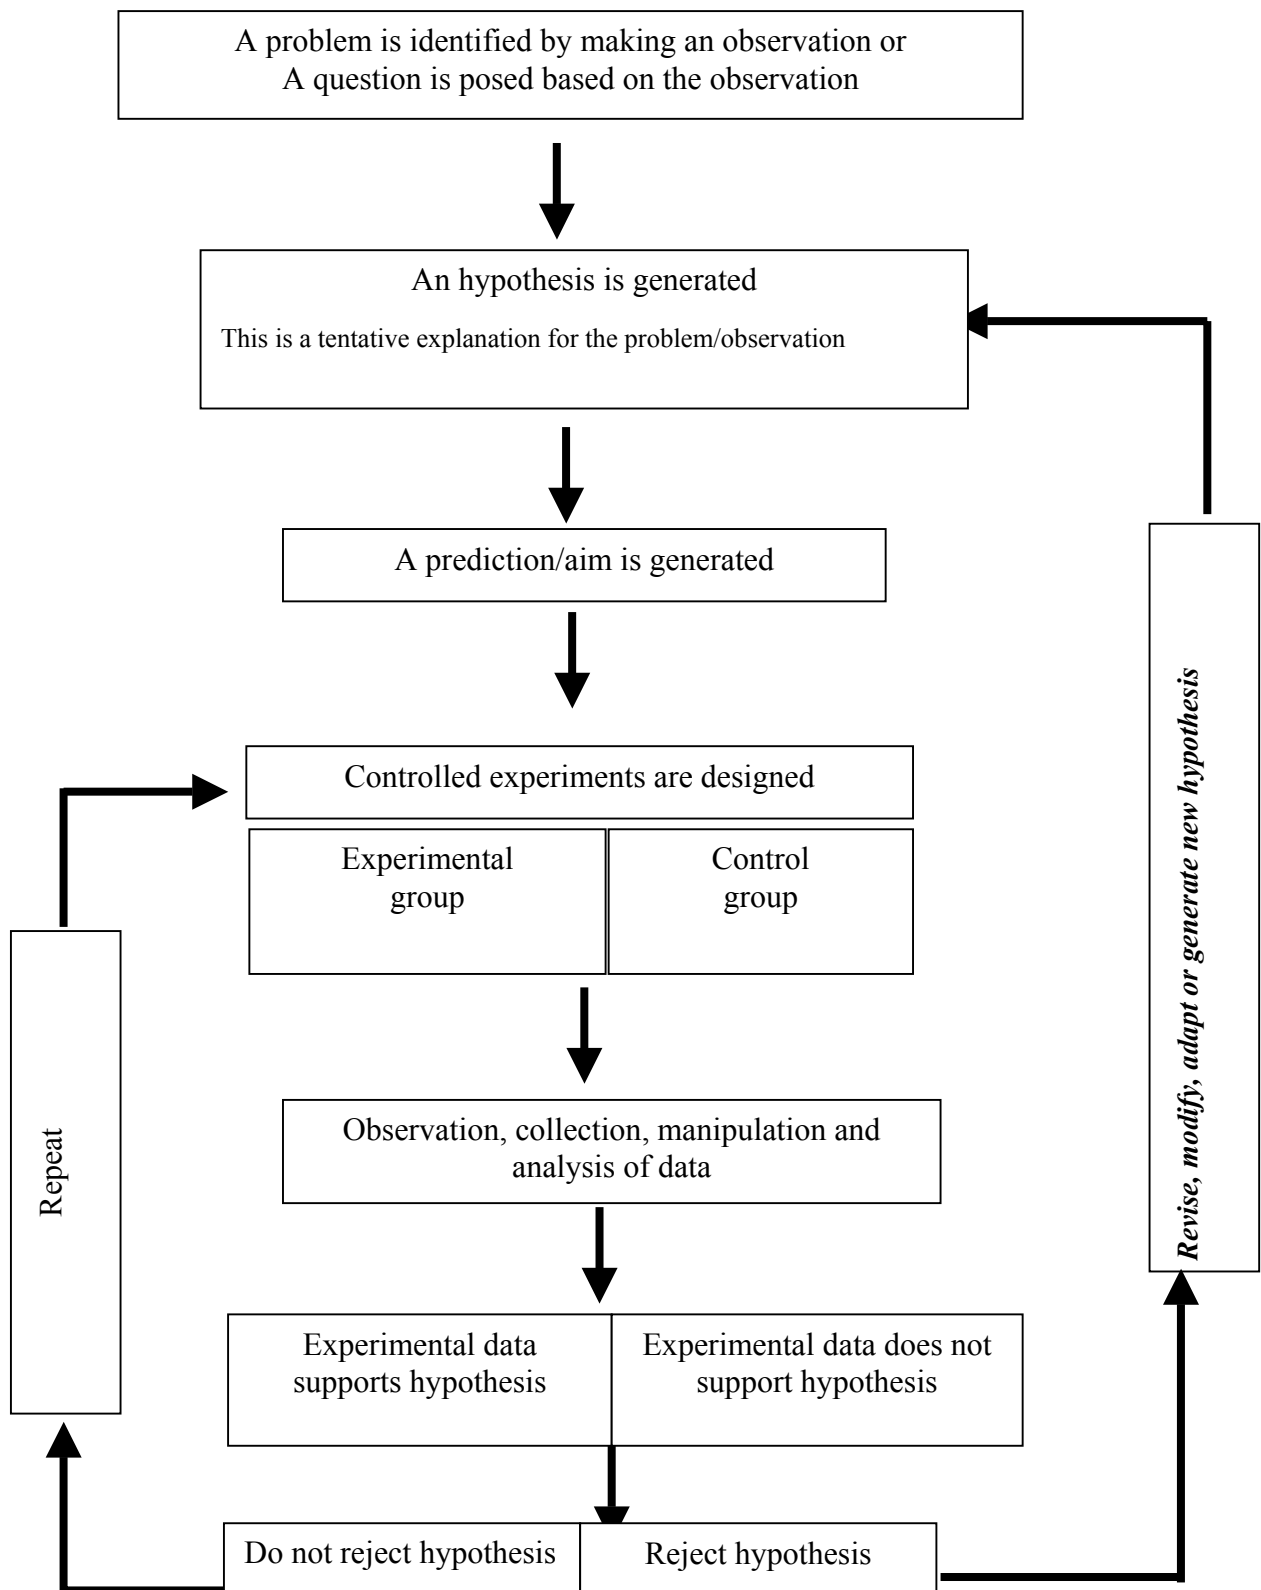 A problem is identified by making an observation or
A question is posed based on the observation
An hypothesis is generated
This is a tentative explanation for the problem/observation
A prediction/aim is generated
Controlled experiments are designed
Experimental
group
Control
group
Observation, collection, manipulation and
analysis of data
Experimental data
supports hypothesis
Experimental data does not
support hypothesis
Do not reject hypothesis
Reject hypothesis
Repeat
Revise, modify, adapt or generate new hypothesis